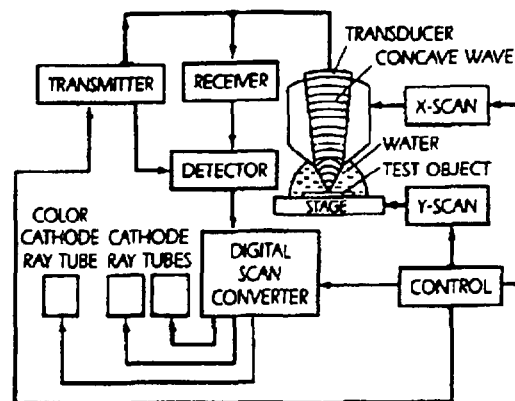 TRANSDUCER
CONCAVE WAVE
TRANSMITTER
RECEIVER
X-SCAN
WATER
DETECTOR
TEST OBJECT
STAGE
Y-SCAN
COLOR
CATHODE
RAY TUBE
CATHODE
RAY TUBES
DIGITAL
SCAN
CONVERTER
CONTROL